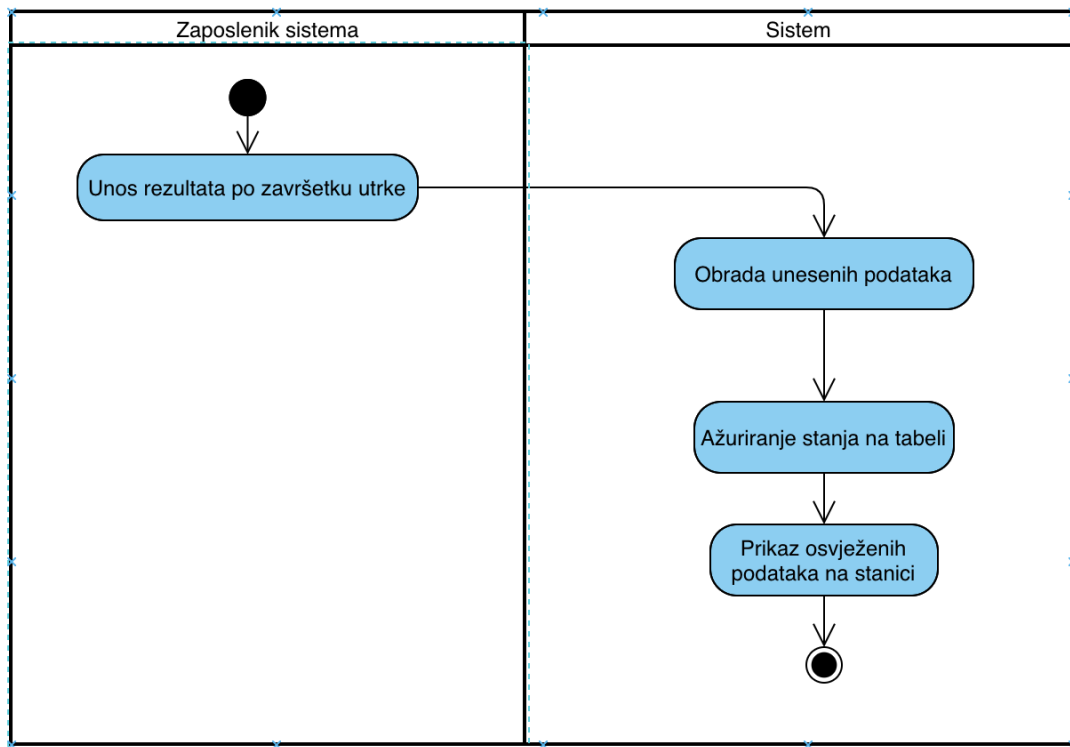 Zaposlenik sistema
Sistem
Unos rezultata po završetku utrke
Obrada unesenih podataka
Ažuriranje stanja na tabeli
Prikaz osvježenih
podataka na stanici